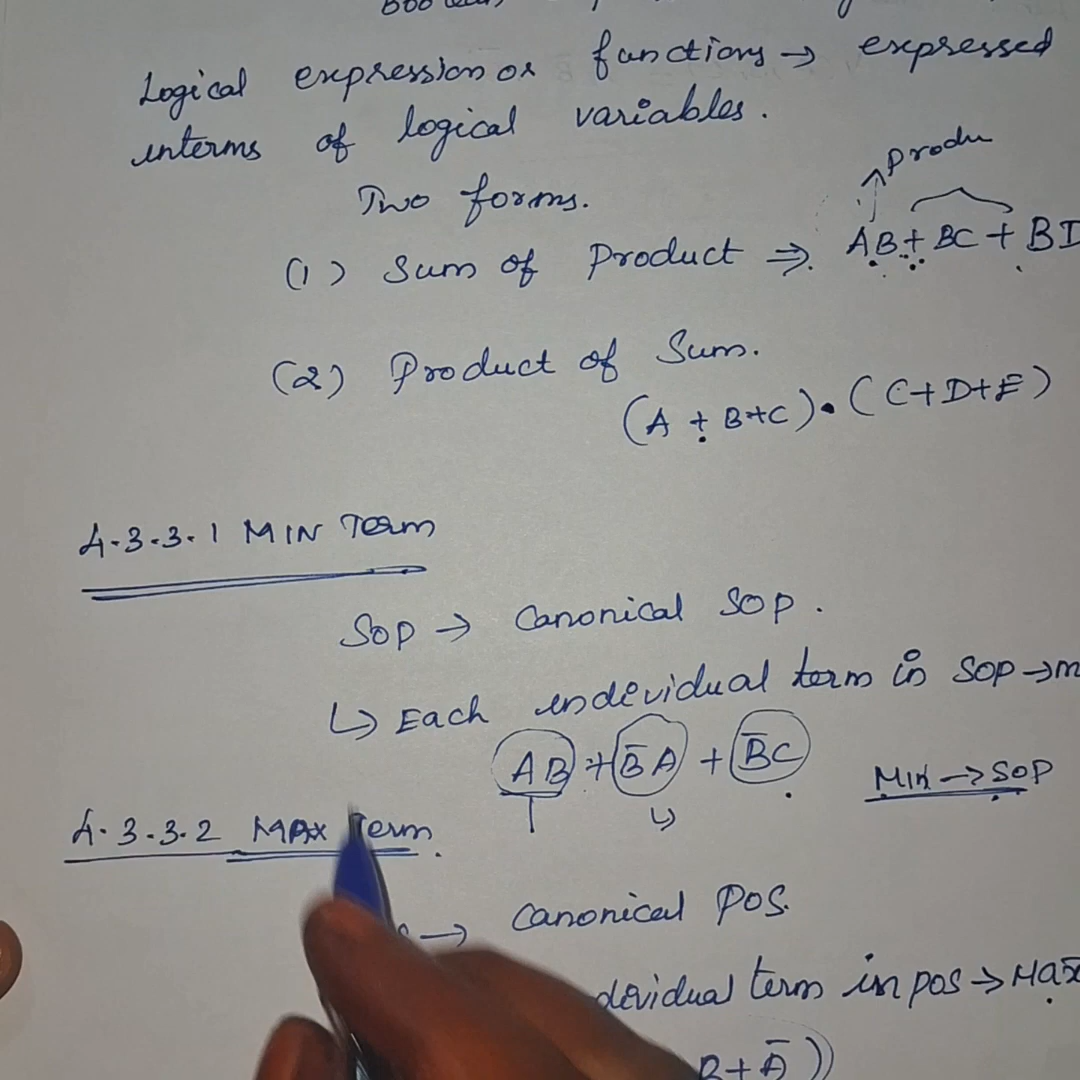 Logical expression or functions → expressed
interms of logical variables.
Two forms.
Produ
(1) Sum of Product ⇒ AB + BC + BD
(2) Product of Sum.
(A + B+C) • (C+D+E)
4.3.3.1 MIN Term
SOP → Canonical SOP.
↳ Each individual term in SOP → m
AB + B̅A + B̅C
Min → SOP
4.3.3.2 MAX Term.
→ Canonical POS.
dividual term in POS → Max
B + A̅))